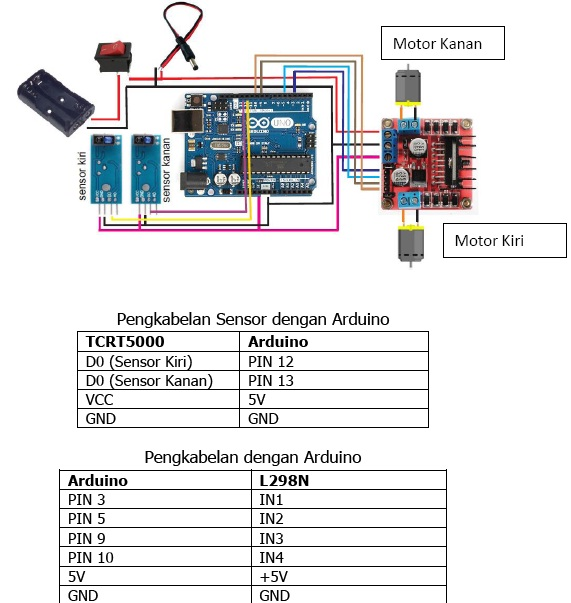 Motor Kanan
sensor kiri
sensor kanan
UNO
ARDUINO
Motor Kiri
Pengkabelan Sensor dengan Arduino
TCRT5000 Arduino
D0 (Sensor Kiri) PIN 12
D0 (Sensor Kanan) PIN 13
VCC 5V
GND GND
Pengkabelan dengan Arduino
Arduino L298N
PIN 3 IN1
PIN 5 IN2
PIN 9 IN3
PIN 10 IN4
5V +5V
GND GND